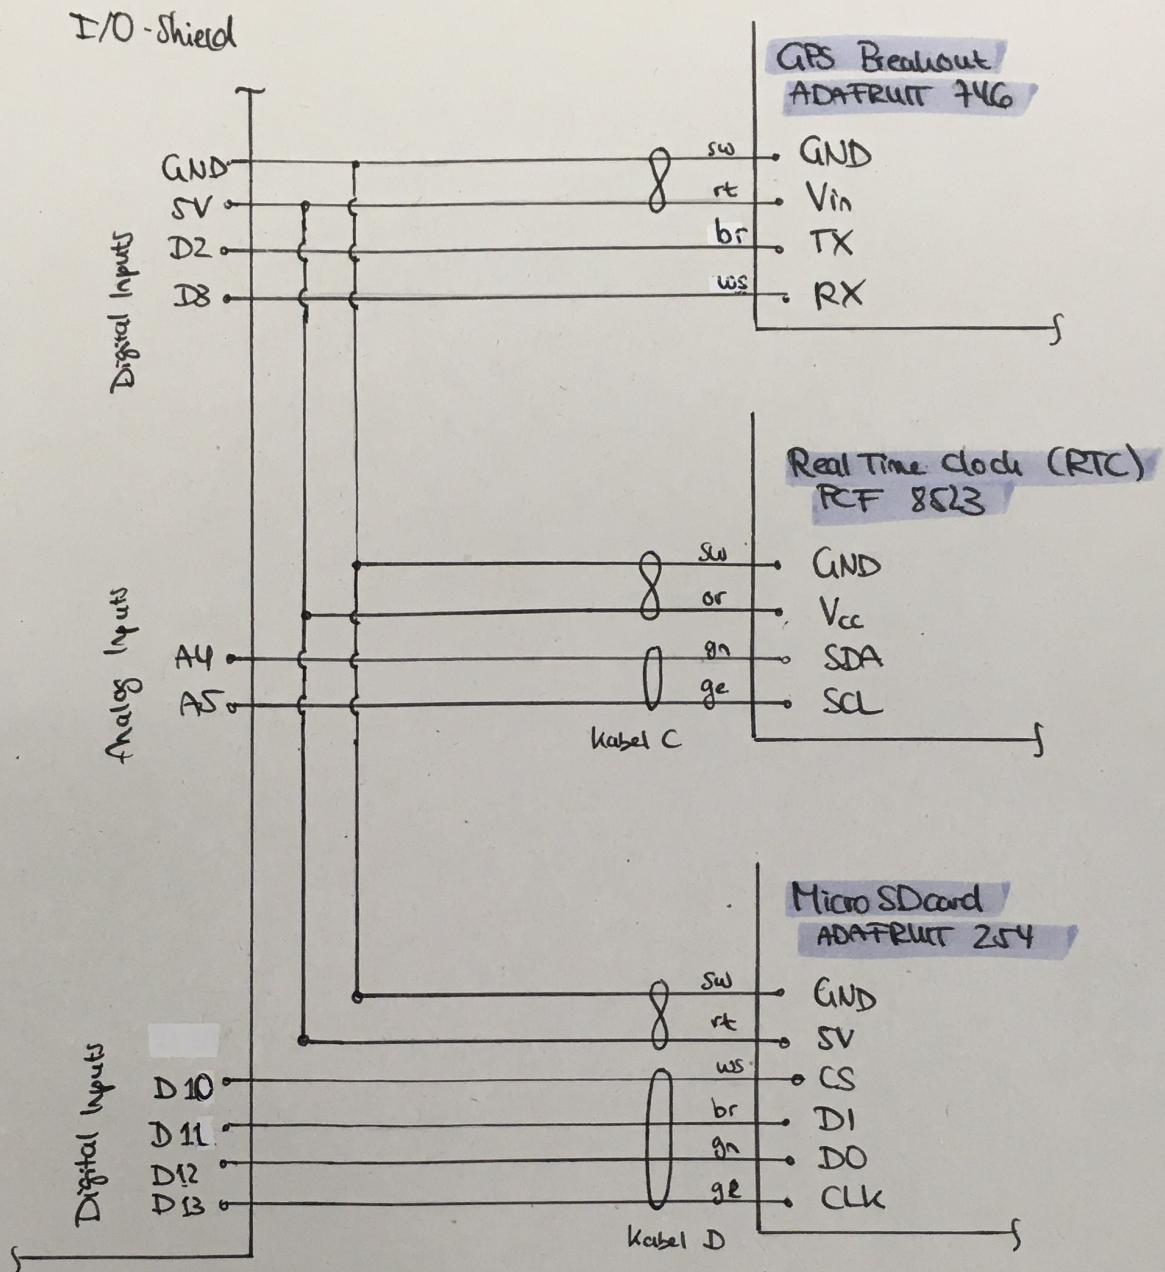 I/O-Shield
GPS Breakout
ADAFRUIT 746
GND
sw
GND
5V
rt
Vin
D2
br
TX
D8
ws
RX
Digital Inputs
Real Time Clock (RTC)
PCF 8523
sw
GND
or
Vcc
A4
gn
SDA
A5
ge
SCL
Analog Inputs
Kabel C
MicroSDcard
ADAFRUIT 254
sw
GND
rt
5V
D10
ws
CS
D11
br
DI
D12
gn
DO
D13
ge
CLK
Digital Inputs
Kabel D